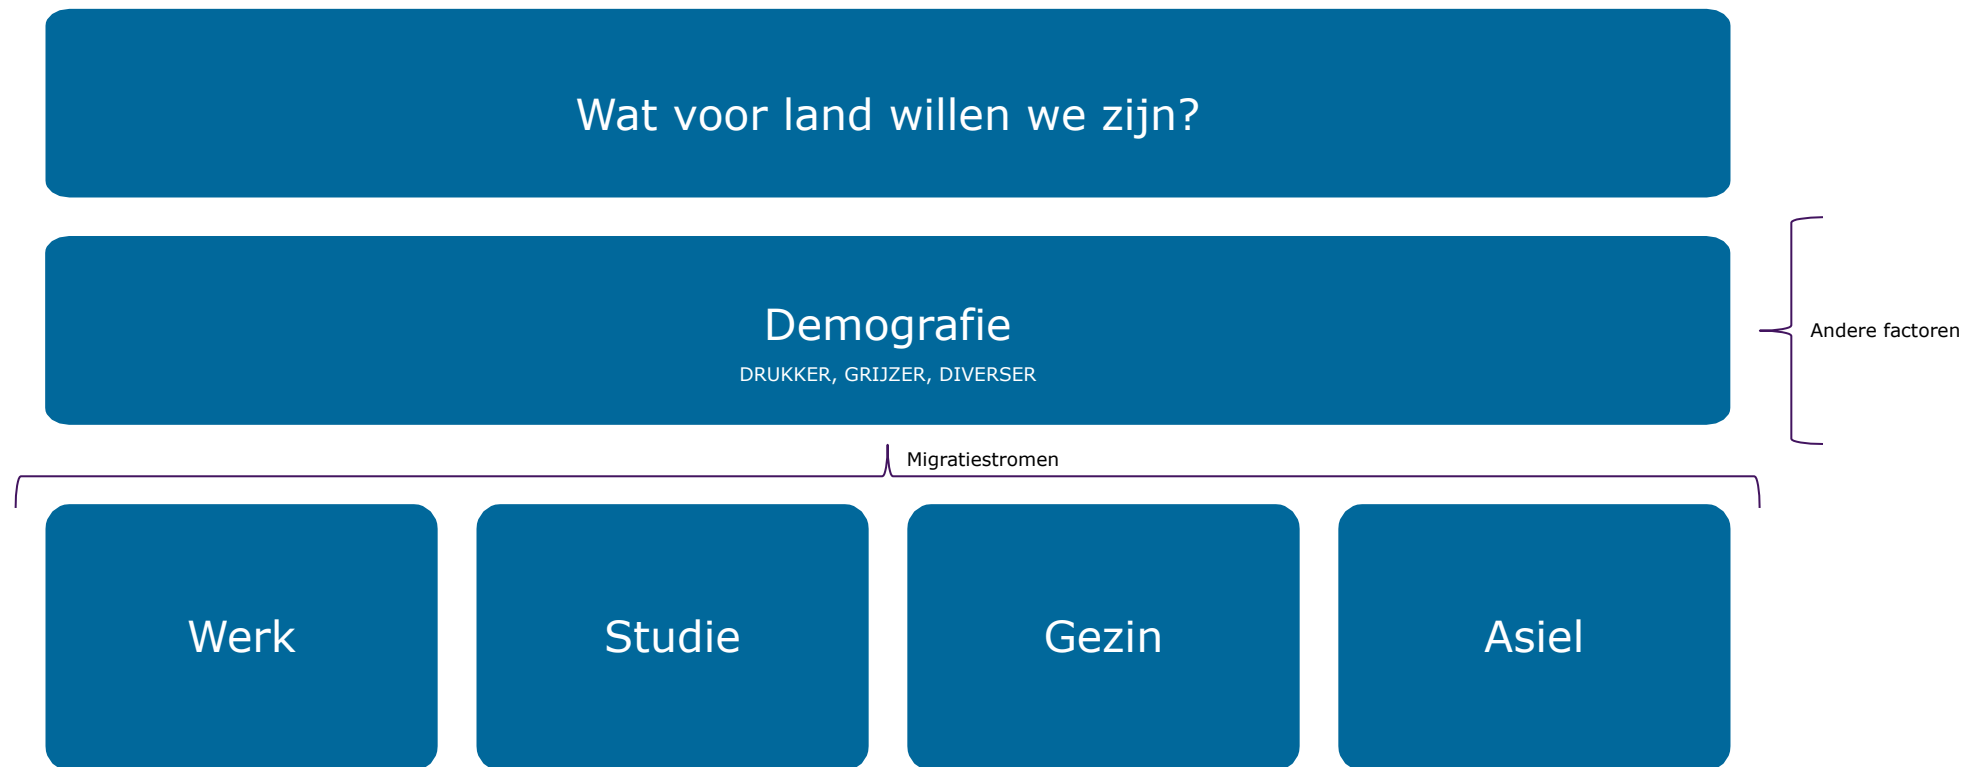 Wat voor land willen we zijn?
Demografie
DRUKKER, GRIJZER, DIVERSER
Andere factoren
Migratiestromen
Werk
Studie
Gezin
Asiel